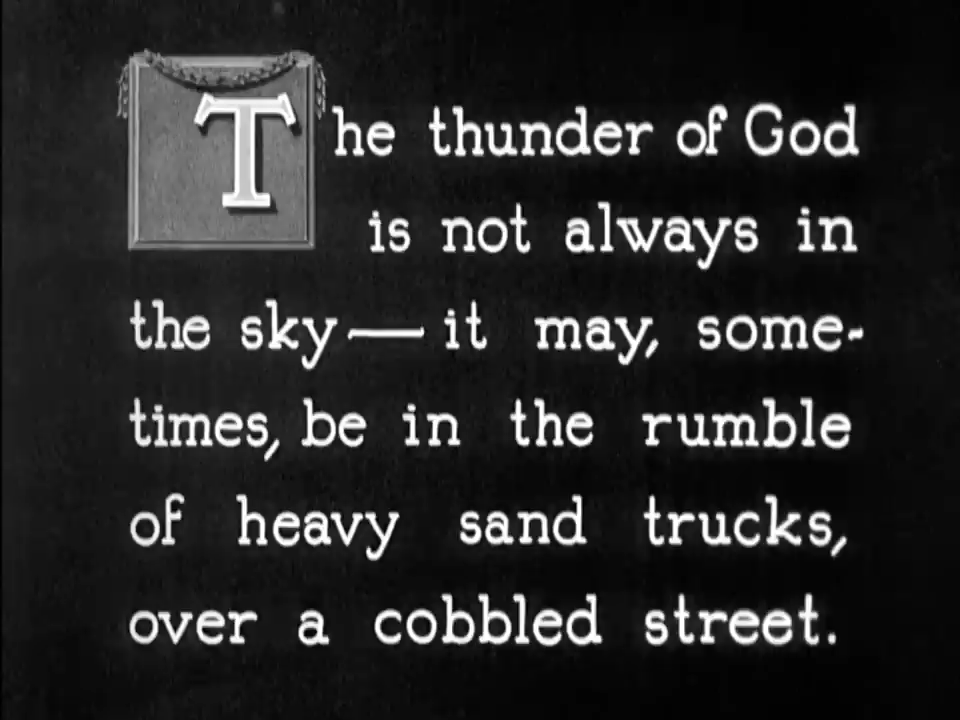 The thunder of God
is not always in
the sky — it may, some-
times, be in the rumble
of heavy sand trucks,
over a cobbled street.